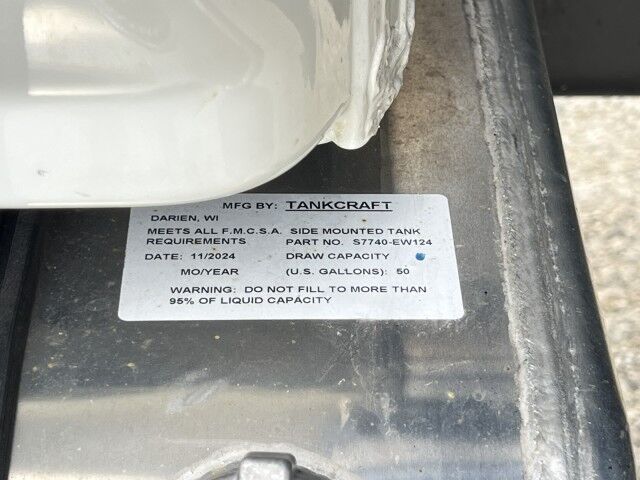 MFG BY: TANKCRAFT
DARIEN, WI
MEETS ALL F.M.C.S.A. SIDE MOUNTED TANK
REQUIREMENTS PART NO. S7740-EW124
DATE: 11/2024 DRAW CAPACITY
MO/YEAR (U.S. GALLONS): 50
WARNING: DO NOT FILL TO MORE THAN
95% OF LIQUID CAPACITY